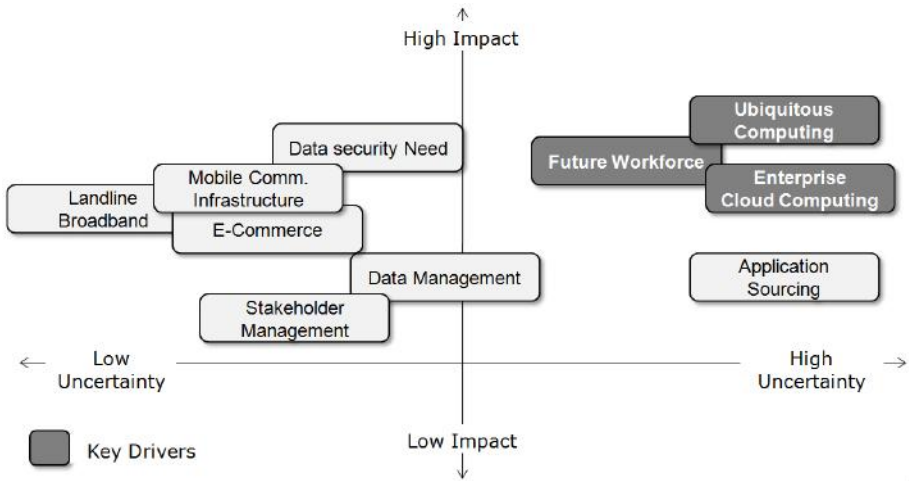 High Impact
Ubiquitous
Computing
Data security Need
Future Workforce
Mobile Comm.
Infrastructure
Enterprise
Cloud Computing
Landline
Broadband
E-Commerce
Data Management
Application
Sourcing
Stakeholder
Management
Low
Uncertainty
High
Uncertainty
Low Impact
Key Drivers